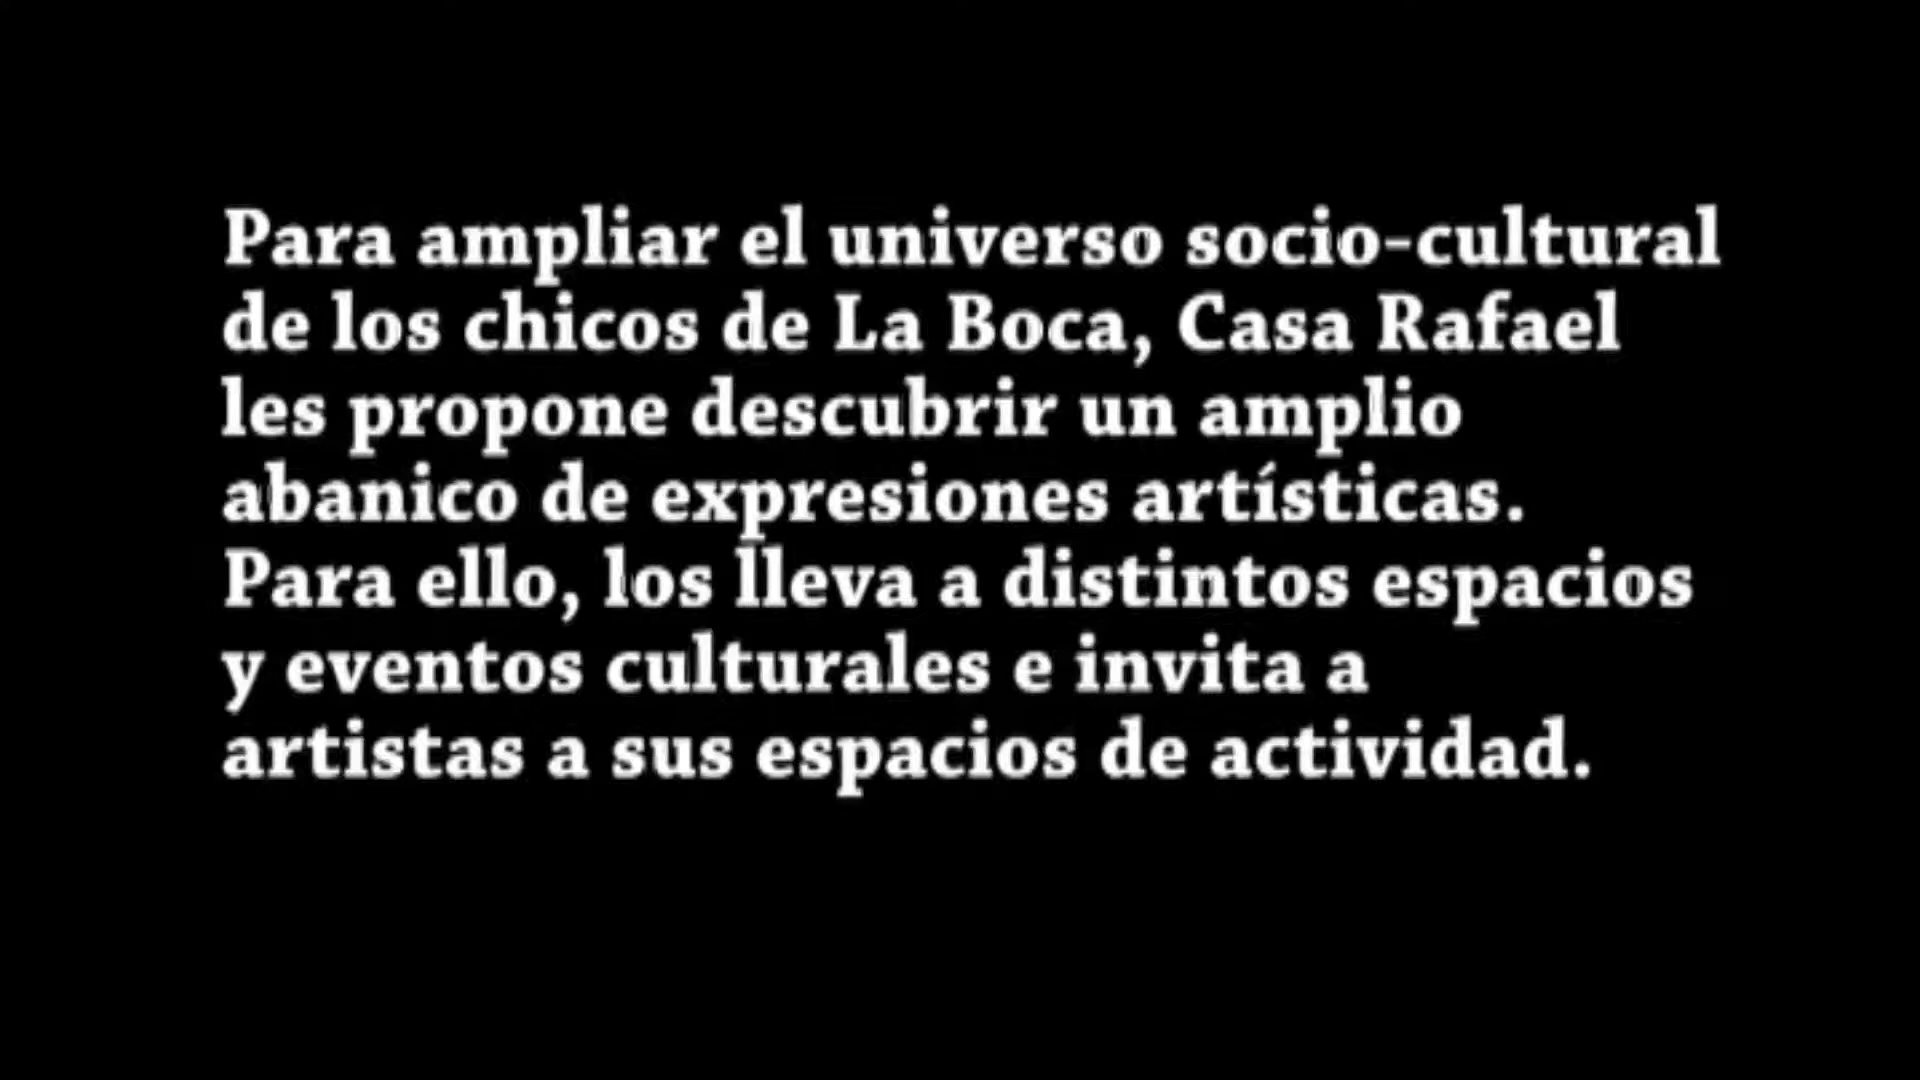 Para ampliar el universo socio-cultural
de los chicos de La Boca, Casa Rafael
les propone descubrir un amplio
abanico de expresiones artísticas.
Para ello, los lleva a distintos espacios
y eventos culturales e invita a
artistas a sus espacios de actividad.